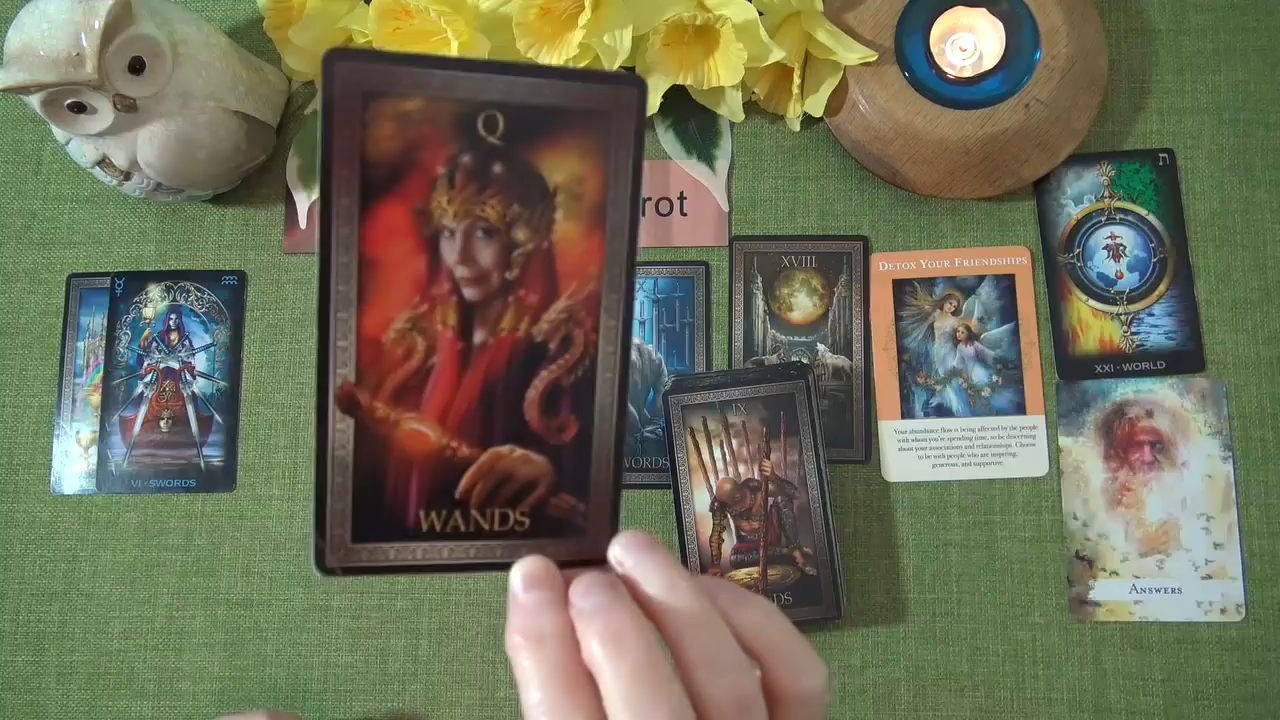 Q
WANDS
rot
VI • SWORDS
WORDS
XVIII
IX
NDS
DETOX YOUR FRIENDSHIPS
Your abundance flow is being affected by the people
with whom you're spending time, so be discerning
about your associations and relationships. Choose
to be with people who are inspiring,
generous, and supportive.
XXI • WORLD
ANSWERS